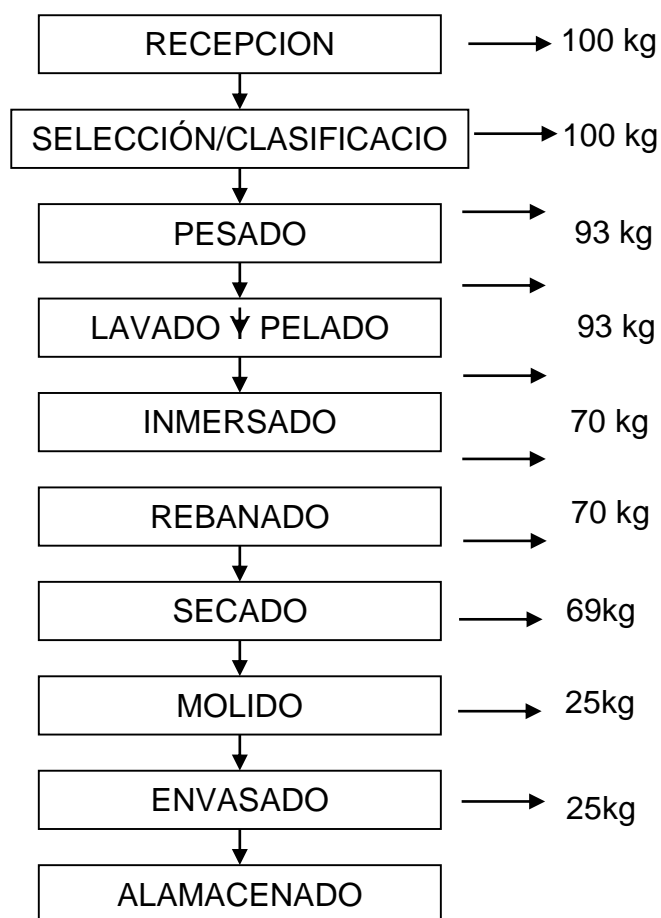 RECEPCION
100 kg
SELECCIÓN/CLASIFICACIO
100 kg
PESADO
93 kg
LAVADO Y PELADO
93 kg
INMERSADO
70 kg
REBANADO
70 kg
SECADO
69kg
MOLIDO
25kg
ENVASADO
25kg
ALAMACENADO